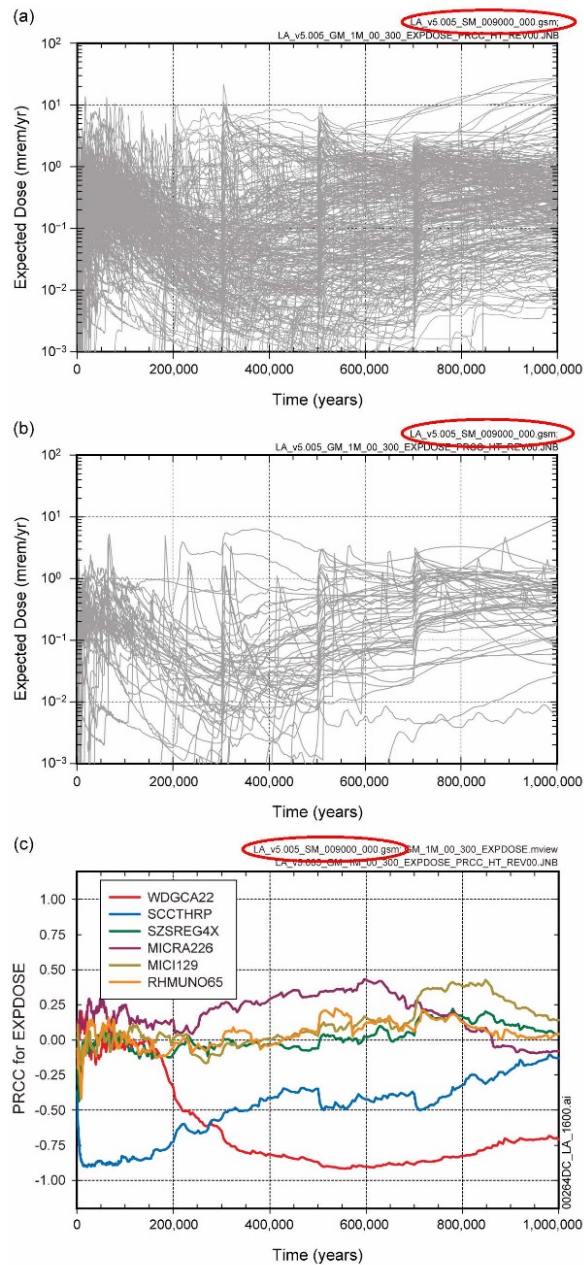 (a)
LA_v5.005_SM_009000_000.gsm;
LA_v5.005_GM_1M_00_300_EXPDOSE_PRCC_HT_REV00.JNB
Expected Dose (mrem/yr)
10²
10¹
10⁰
10⁻¹
10⁻²
10⁻³
0 200,000 400,000 600,000 800,000 1,000,000
Time (years)
(b)
LA_v5.005_SM_009000_000.gsm;
LA_v5.005_GM_1M_00_300_EXPDOSE_PRCC_HT_REV00.JNB
Expected Dose (mrem/yr)
10²
10¹
10⁰
10⁻¹
10⁻²
10⁻³
0 200,000 400,000 600,000 800,000 1,000,000
Time (years)
(c)
LA_v5.005_SM_009000_000.gsm; GM_1M_00_300_EXPDOSE.mview
LA_v5.005_GM_1M_00_300_EXPDOSE_PRCC_HT_REV00.JNB
PRCC for EXPDOSE
1.00
0.75
0.50
0.25
0.00
-0.25
-0.50
-0.75
-1.00
WDGCA22
SCCTHRP
SZSREG4X
MICRA226
MICI129
RHMUNO65
0 200,000 400,000 600,000 800,000 1,000,000
Time (years)
00264DC_LA_1600.ai